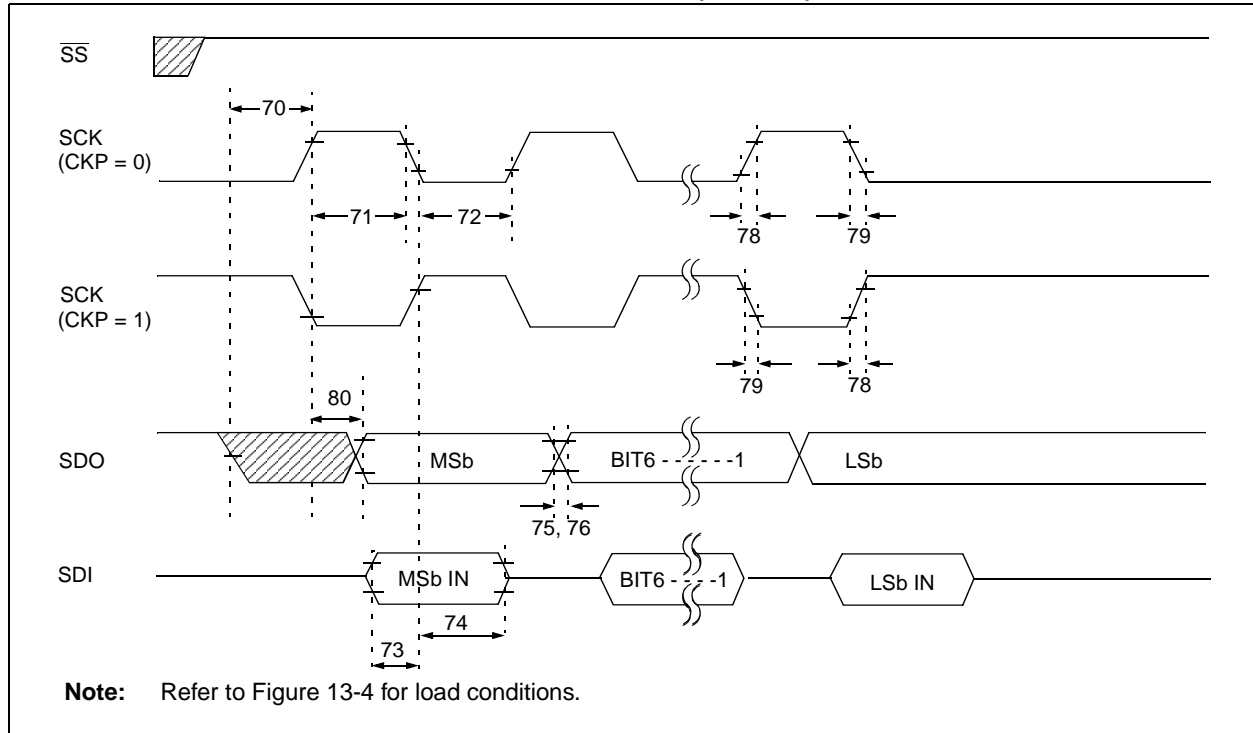 SS
70
SCK
(CKP = 0)
71
72
78
79
SCK
(CKP = 1)
79
78
80
SDO
MSb
BIT6 - - - - - -1
LSb
75, 76
SDI
MSb IN
BIT6 - - - - -1
LSb IN
74
73
Note: Refer to Figure 13-4 for load conditions.